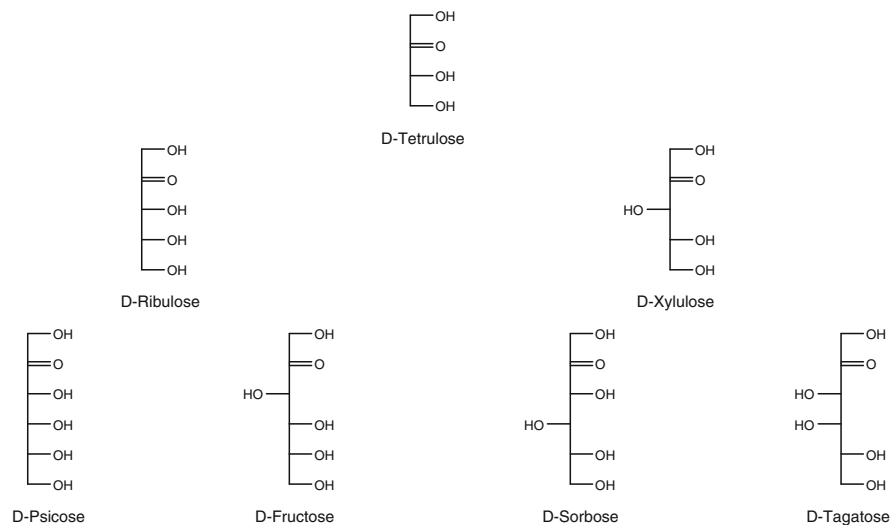 OH
O
OH
OH
D-Tetrulose
OH OH
O O
OH HO
OH OH
OH OH
D-Ribulose D-Xylulose
OH OH OH OH
O O O O
OH HO OH HO
OH OH HO HO
OH OH OH OH
OH OH OH OH
D-Psicose D-Fructose D-Sorbose D-Tagatose